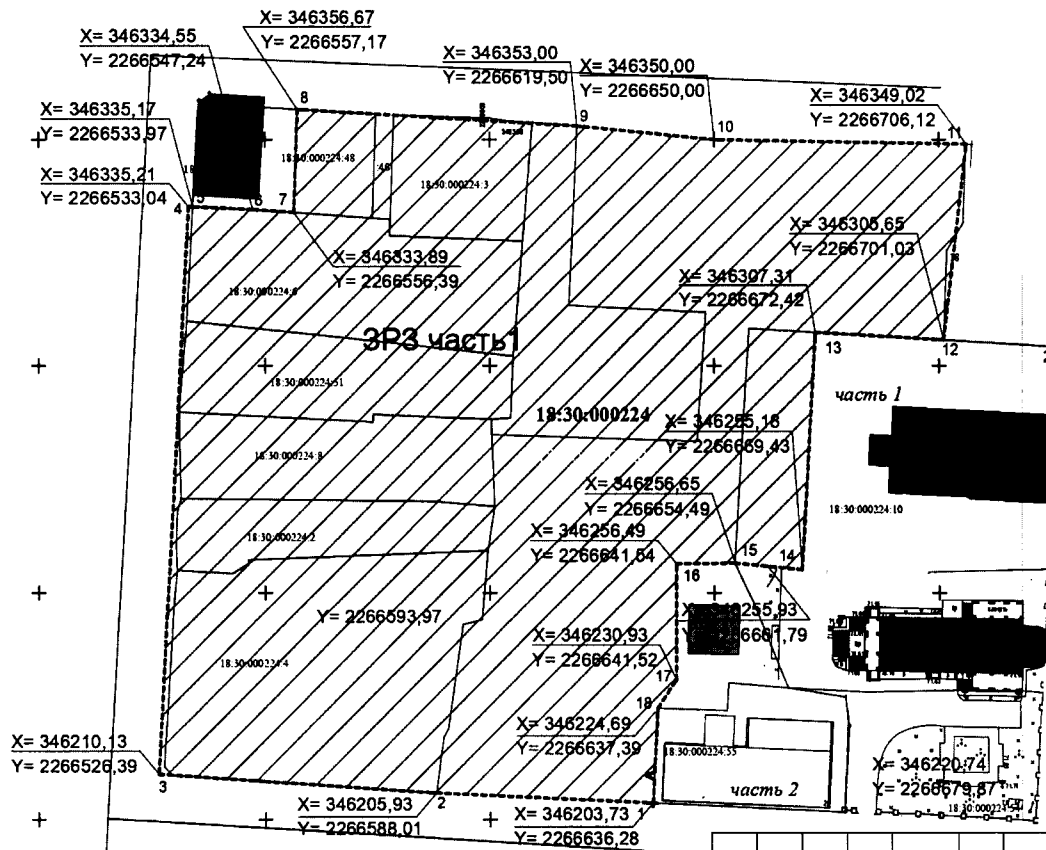 X= 346356,67
Y= 2266557,17
X= 346334,55
Y= 2266547,24
X= 346353,00
Y= 2266619,50
X= 346350,00
Y= 2266650,00
X= 346349,02
Y= 2266706,12
X= 346335,17
Y= 2266533,97
X= 346335,21
Y= 2266533,04
8
9
10
11
4
5
6
7
18:30:000224:48
18:30:000224:3
X= 346333,89
Y= 2266556,39
X= 346305,65
Y= 2266701,03
X= 346307,31
Y= 2266672,42
18:30:000224:6
ЗРЗ часть1
13
12
18:30:000224:51
часть 1
18:30:000224
X= 346255,18
Y= 2266669,43
18:30:000224:8
X= 346256,65
Y= 2266654,49
18:30:000224:10
X= 346256,49
Y= 2266641,54
18:30:000224:2
15
14
16
Y= 2266593,97
X= 346255,93
X= 346230,93
Y= 2266641,52
18:30:000224:4
17
18
X= 346224,69
Y= 2266637,39
18:30:000224:55
X= 346210,13
Y= 2266526,39
X= 346220,74
Y= 2266679,87
3
часть 2
X= 346205,93
Y= 2266588,01
2
X= 346203,73
Y= 2266636,28
1